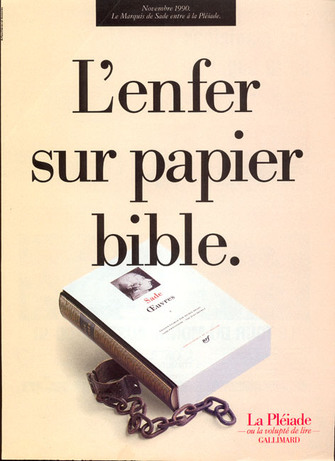 Novembre 1990.
Le Marquis de Sade entre à la Pléiade.
L'enfer
sur papier
bible.
Sade
Œuvres
I
nrf
La Pléiade
— ou la volupté de lire —
GALLIMARD